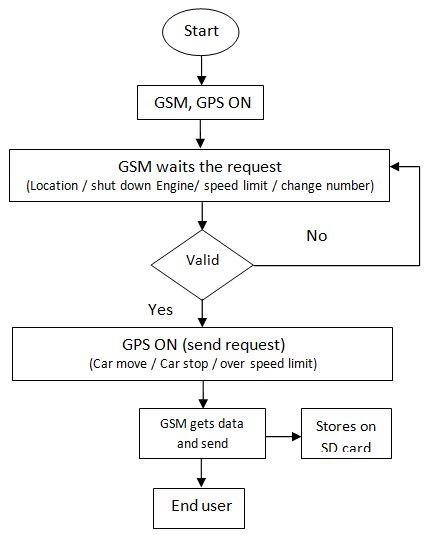 Start
GSM, GPS ON
GSM waits the request
(Location / shut down Engine/ speed limit / change number)
No
Valid
Yes
GPS ON (send request)
(Car move / Car stop / over speed limit)
GSM gets data
and send
Stores on
SD card
End user